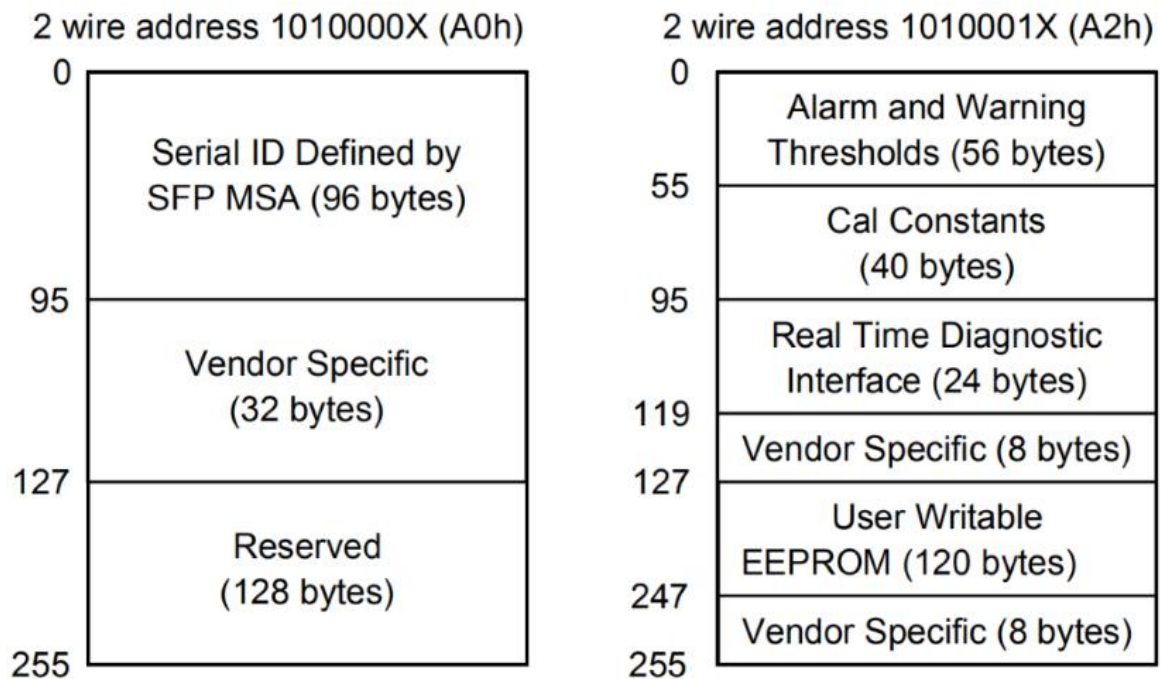 2 wire address 1010000X (A0h)
0
Serial ID Defined by
SFP MSA (96 bytes)
95
Vendor Specific
(32 bytes)
127
Reserved
(128 bytes)
255
2 wire address 1010001X (A2h)
0
Alarm and Warning
Thresholds (56 bytes)
55
Cal Constants
(40 bytes)
95
Real Time Diagnostic
Interface (24 bytes)
119
Vendor Specific (8 bytes)
127
User Writable
EEPROM (120 bytes)
247
Vendor Specific (8 bytes)
255